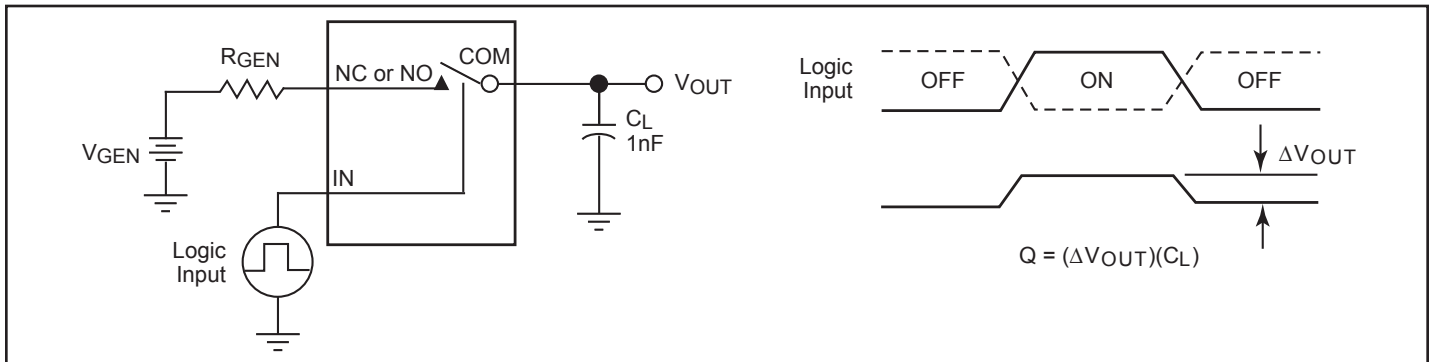 RGEN
NC or NO
COM
VOUT
CL
1nF
VGEN
IN
Logic
Input
Logic
Input
OFF
ON
OFF
ΔVOUT
Q = (ΔVOUT)(CL)